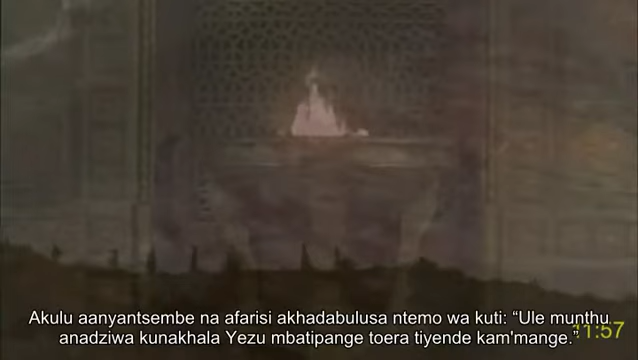 Akulu aanyantsembe na afarisi akhadabulusa ntemo wa kuti: “Ule munthu
anadziwa kunakhala Yezu mbatipange toera tiyende kam'mange.”
11:57